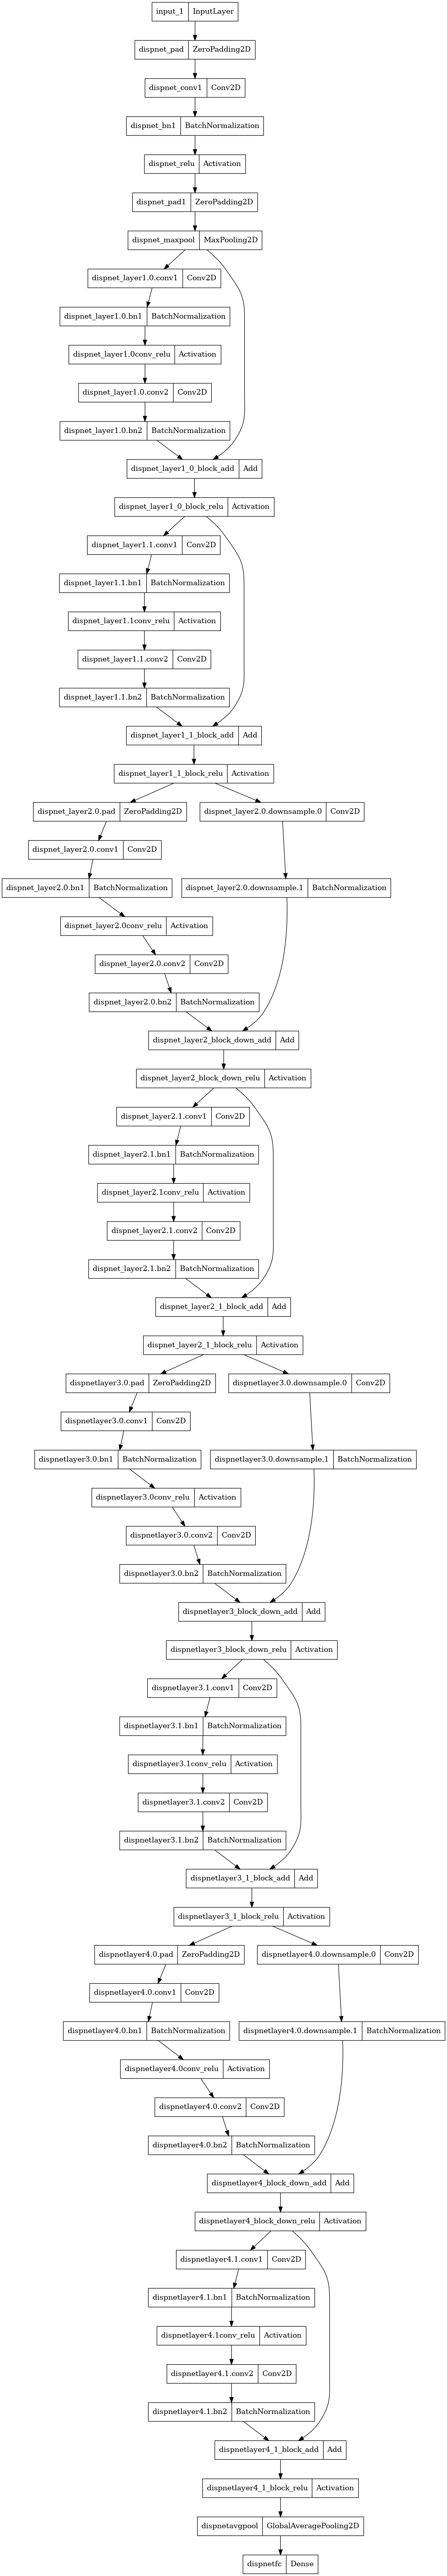 input_1 InputLayer
dispnet_pad ZeroPadding2D
dispnet_conv1 Conv2D
dispnet_bn1 BatchNormalization
dispnet_relu Activation
dispnet_pad1 ZeroPadding2D
dispnet_maxpool MaxPooling2D
dispnet_layer1.0.conv1 Conv2D
dispnet_layer1.0.bn1 BatchNormalization
dispnet_layer1.0conv_relu Activation
dispnet_layer1.0.conv2 Conv2D
dispnet_layer1.0.bn2 BatchNormalization
dispnet_layer1_0_block_add Add
dispnet_layer1_0_block_relu Activation
dispnet_layer1.1.conv1 Conv2D
dispnet_layer1.1.bn1 BatchNormalization
dispnet_layer1.1conv_relu Activation
dispnet_layer1.1.conv2 Conv2D
dispnet_layer1.1.bn2 BatchNormalization
dispnet_layer1_1_block_add Add
dispnet_layer1_1_block_relu Activation
dispnet_layer2.0.pad ZeroPadding2D dispnet_layer2.0.downsample.0 Conv2D
dispnet_layer2.0.conv1 Conv2D
dispnet_layer2.0.bn1 BatchNormalization dispnet_layer2.0.downsample.1 BatchNormalization
dispnet_layer2.0conv_relu Activation
dispnet_layer2.0.conv2 Conv2D
dispnet_layer2.0.bn2 BatchNormalization
dispnet_layer2_block_down_add Add
dispnet_layer2_block_down_relu Activation
dispnet_layer2.1.conv1 Conv2D
dispnet_layer2.1.bn1 BatchNormalization
dispnet_layer2.1conv_relu Activation
dispnet_layer2.1.conv2 Conv2D
dispnet_layer2.1.bn2 BatchNormalization
dispnet_layer2_1_block_add Add
dispnet_layer2_1_block_relu Activation
dispnetlayer3.0.pad ZeroPadding2D dispnetlayer3.0.downsample.0 Conv2D
dispnetlayer3.0.conv1 Conv2D
dispnetlayer3.0.bn1 BatchNormalization dispnetlayer3.0.downsample.1 BatchNormalization
dispnetlayer3.0conv_relu Activation
dispnetlayer3.0.conv2 Conv2D
dispnetlayer3.0.bn2 BatchNormalization
dispnetlayer3_block_down_add Add
dispnetlayer3_block_down_relu Activation
dispnetlayer3.1.conv1 Conv2D
dispnetlayer3.1.bn1 BatchNormalization
dispnetlayer3.1conv_relu Activation
dispnetlayer3.1.conv2 Conv2D
dispnetlayer3.1.bn2 BatchNormalization
dispnetlayer3_1_block_add Add
dispnetlayer3_1_block_relu Activation
dispnetlayer4.0.pad ZeroPadding2D dispnetlayer4.0.downsample.0 Conv2D
dispnetlayer4.0.conv1 Conv2D
dispnetlayer4.0.bn1 BatchNormalization dispnetlayer4.0.downsample.1 BatchNormalization
dispnetlayer4.0conv_relu Activation
dispnetlayer4.0.conv2 Conv2D
dispnetlayer4.0.bn2 BatchNormalization
dispnetlayer4_block_down_add Add
dispnetlayer4_block_down_relu Activation
dispnetlayer4.1.conv1 Conv2D
dispnetlayer4.1.bn1 BatchNormalization
dispnetlayer4.1conv_relu Activation
dispnetlayer4.1.conv2 Conv2D
dispnetlayer4.1.bn2 BatchNormalization
dispnetlayer4_1_block_add Add
dispnetlayer4_1_block_relu Activation
dispnetavgpool GlobalAveragePooling2D
dispnetfc Dense